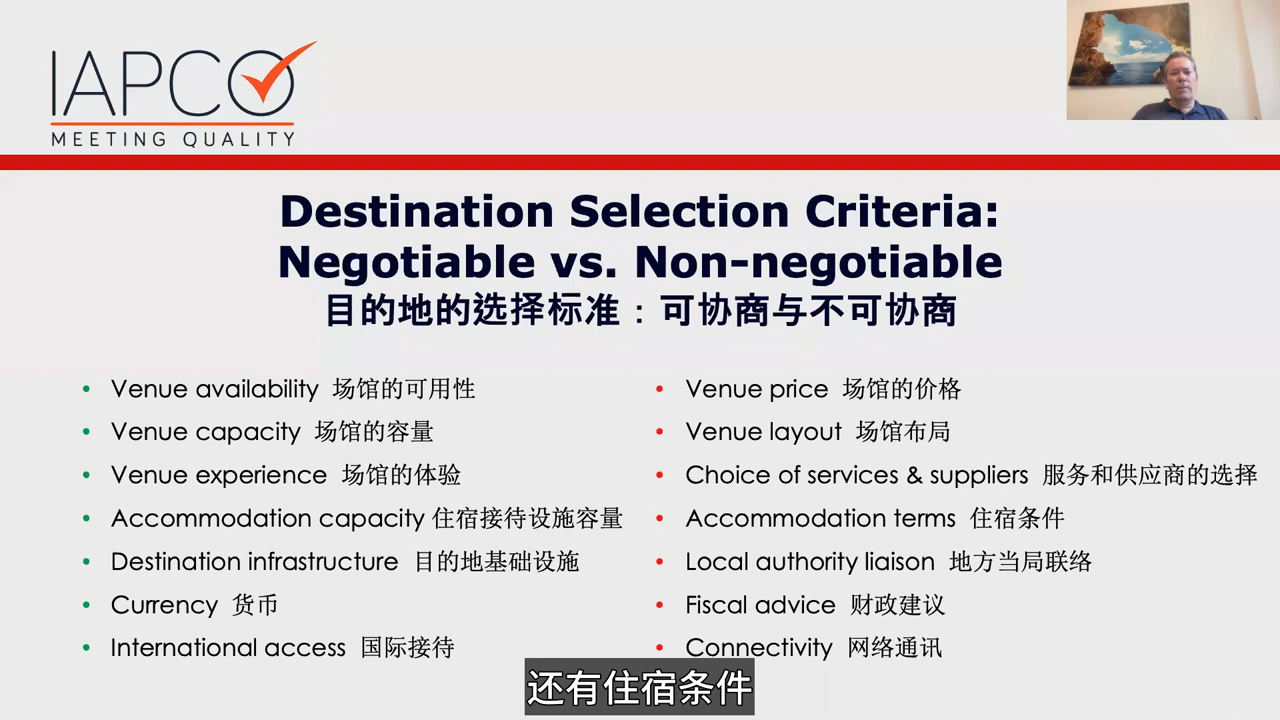 IAPCO
MEETING QUALITY
Destination Selection Criteria:
Negotiable vs. Non-negotiable
目的地的選择标准：可协商与不可协商
• Venue availability 场馆的可用性
• Venue capacity 场馆的容量
• Venue experience 场馆的体验
• Accommodation capacity 住宿接待设施容量
• Destination infrastructure 目的地基础设施
• Currency 货币
• International access 国际接待
• Venue price 场馆的价格
• Venue layout 场馆布局
• Choice of services & suppliers 服务和供应商的选择
• Accommodation terms 住宿条件
• Local authority liaison 地方当局联络
• Fiscal advice 财政建议
• Connectivity 网络通讯
还有住宿条件